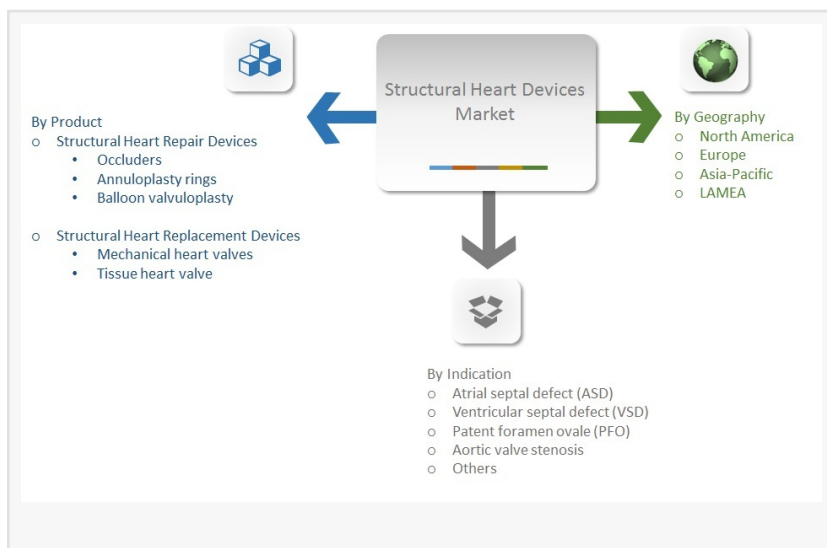 Structural Heart Devices
Market
By Product
Structural Heart Repair Devices
Occluders
Annuloplasty rings
Balloon valvuloplasty
Structural Heart Replacement Devices
Mechanical heart valves
Tissue heart valve
By Geography
North America
Europe
Asia-Pacific
LAMEA
By Indication
Atrial septal defect (ASD)
Ventricular septal defect (VSD)
Patent foramen ovale (PFO)
Aortic valve stenosis
Others